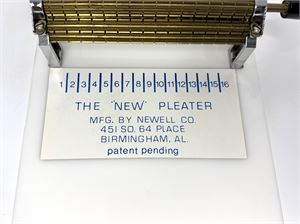 1 2 3 4 5 6 7 8 9 10 11 12 13 14 15 16
THE "NEW" PLEATER
MFG. BY NEWELL CO.
451 SO. 64 PLACE
BIRMINGHAM, AL.
patent pending